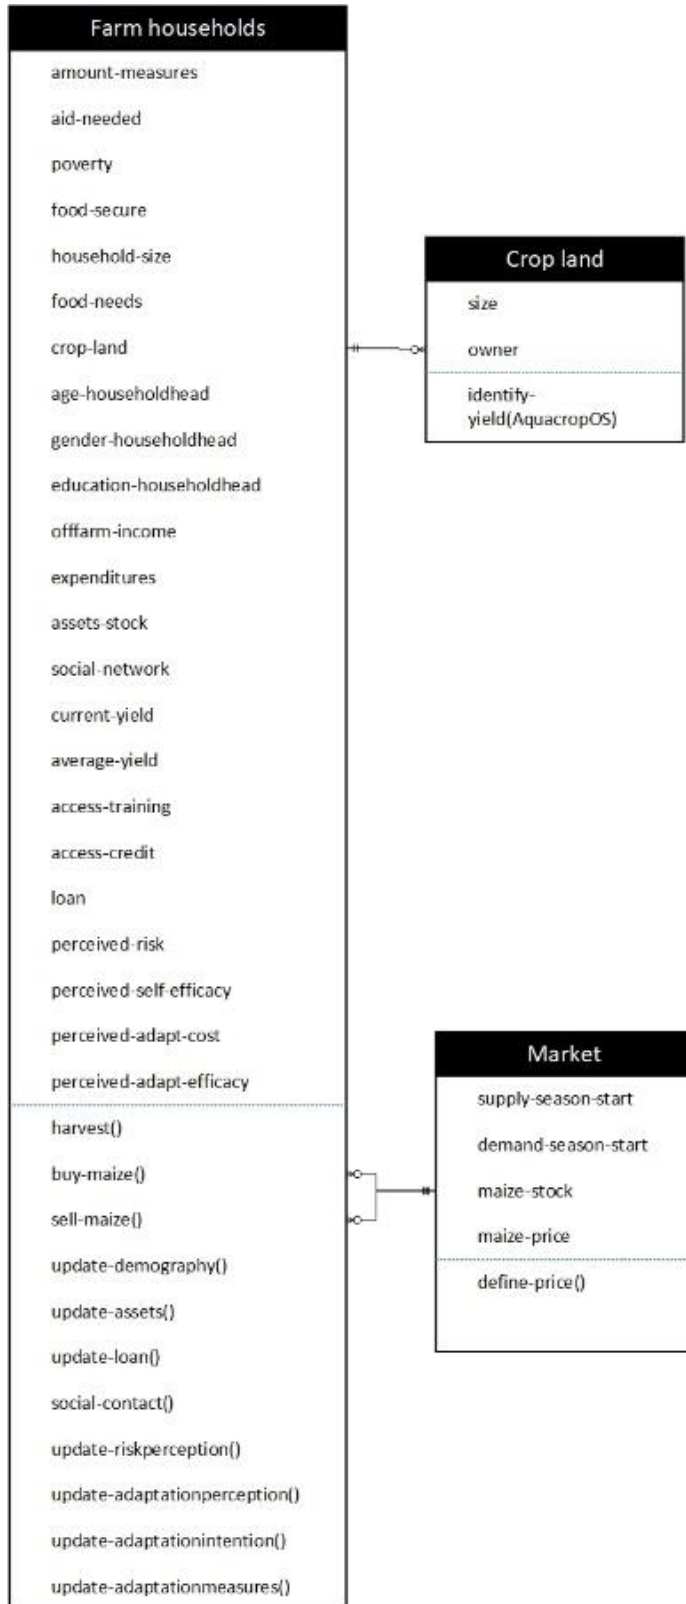 Farm households
amount-measures
aid-needed
poverty
food-secure
household-size
food-needs
crop-land
age-householdhead
gender-householdhead
education-householdhead
offfarm-income
expenditures
assets-stock
social-network
current-yield
average-yield
access-training
access-credit
loan
perceived-risk
perceived-self-efficacy
perceived-adapt-cost
perceived-adapt-efficacy
harvest()
buy-maize()
sell-maize()
update-demography()
update-assets()
update-loan()
social-contact()
update-riskperception()
update-adaptationperception()
update-adaptationintention()
update-adaptationmeasures()
Crop land
size
owner
identify-
yield(AquacropOS)
Market
supply-season-start
demand-season-start
maize-stock
maize-price
define-price()